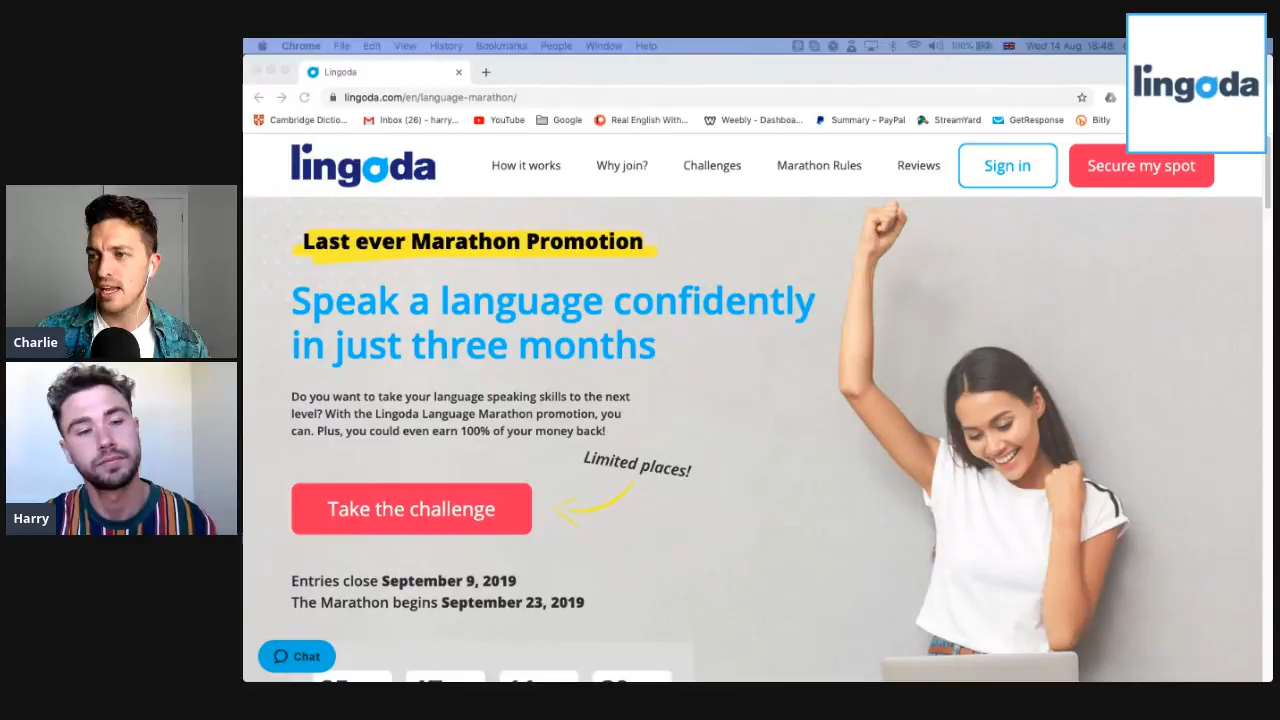 Chrome File Edit View History Bookmarks People Window Help 100% Wed 14 Aug 18:48
Lingoda
lingoda.com/en/language-marathon/
Cambridge Dictio... Inbox (26) - harry... YouTube Google Real English With... Weebly - Dashboa... Summary - PayPal StreamYard GetResponse Bitly
lingoda
lingoda How it works Why join? Challenges Marathon Rules Reviews Sign in Secure my spot
Last ever Marathon Promotion
Speak a language confidently
in just three months
Do you want to take your language speaking skills to the next
level? With the Lingoda Language Marathon promotion, you
can. Plus, you could even earn 100% of your money back!
Limited places!
Take the challenge
Entries close September 9, 2019
The Marathon begins September 23, 2019
Chat
Charlie
Harry